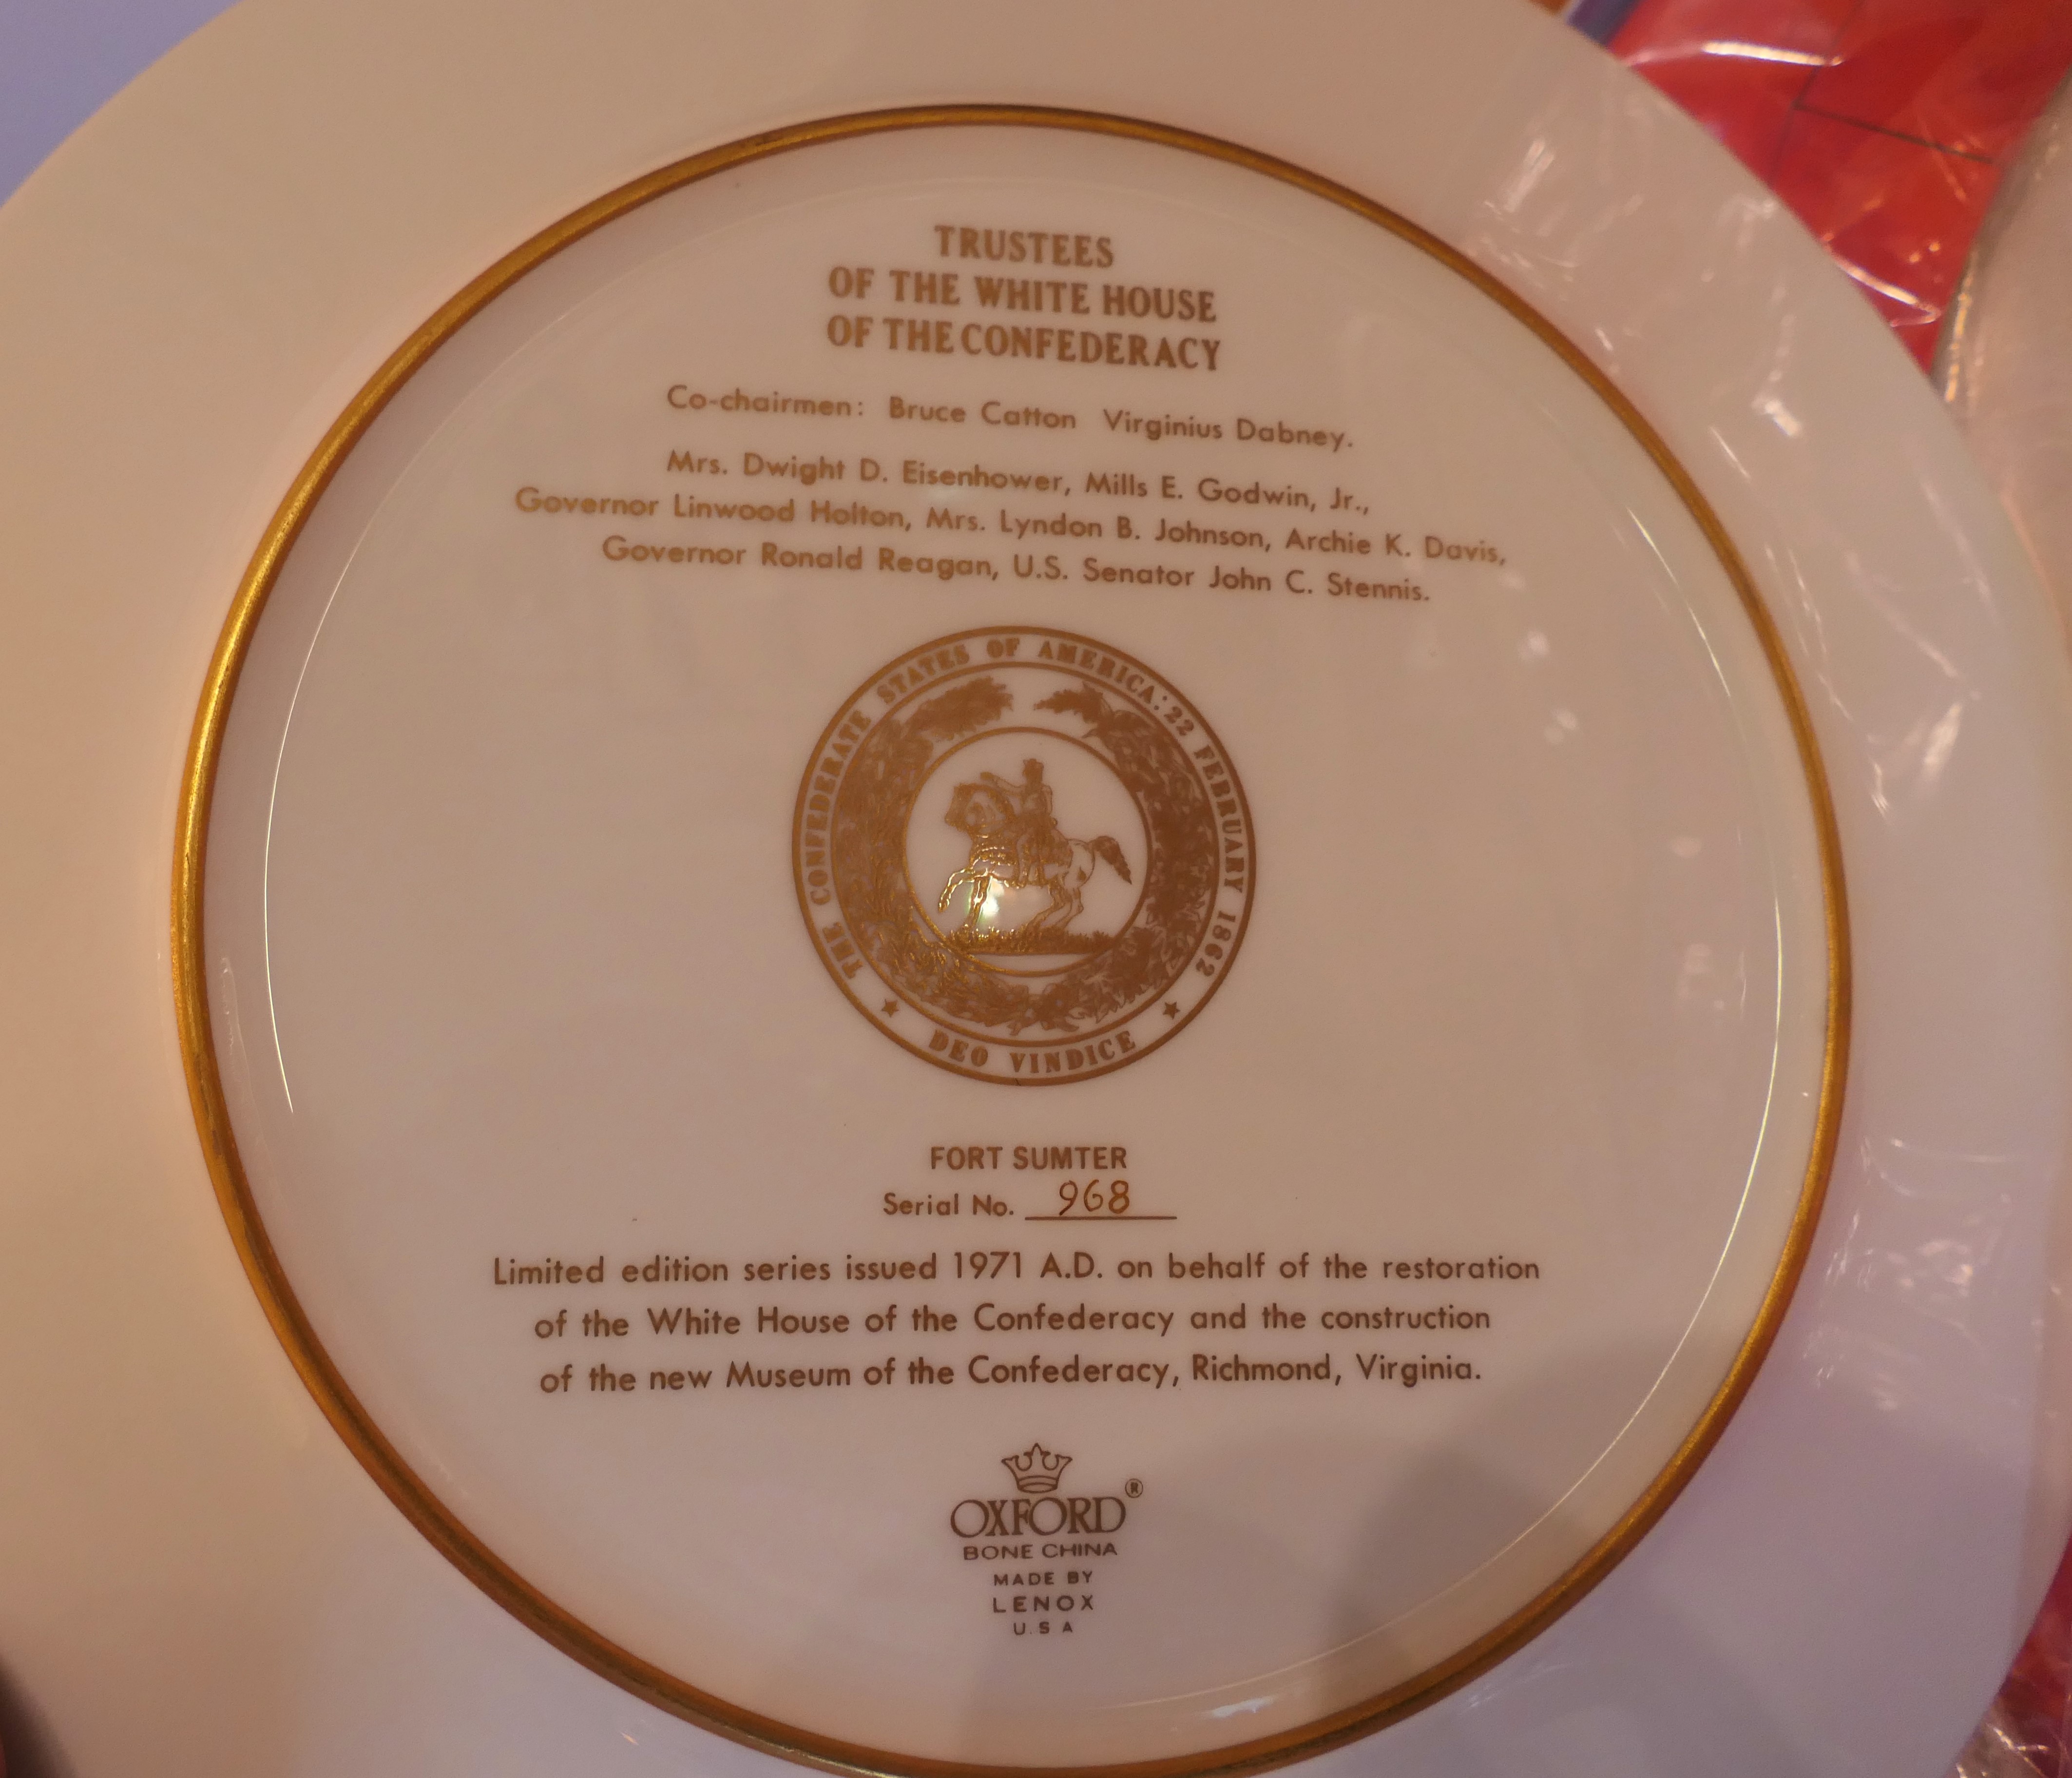 TRUSTEES
OF THE WHITE HOUSE
OF THE CONFEDERACY
Co-chairmen: Bruce Catton Virginius Dabney.
Mrs. Dwight D. Eisenhower, Mills E. Godwin, Jr.,
Governor Linwood Holton, Mrs. Lyndon B. Johnson, Archie K. Davis,
Governor Ronald Reagan, U.S. Senator John C. Stennis.
THE CONFEDERATE STATES OF AMERICA: 22 FEBRUARY 1862
DEO VINDICE
FORT SUMTER
Serial No. 968
Limited edition series issued 1971 A.D. on behalf of the restoration
of the White House of the Confederacy and the construction
of the new Museum of the Confederacy, Richmond, Virginia.
OXFORD®
BONE CHINA
MADE BY
LENOX
U.S A